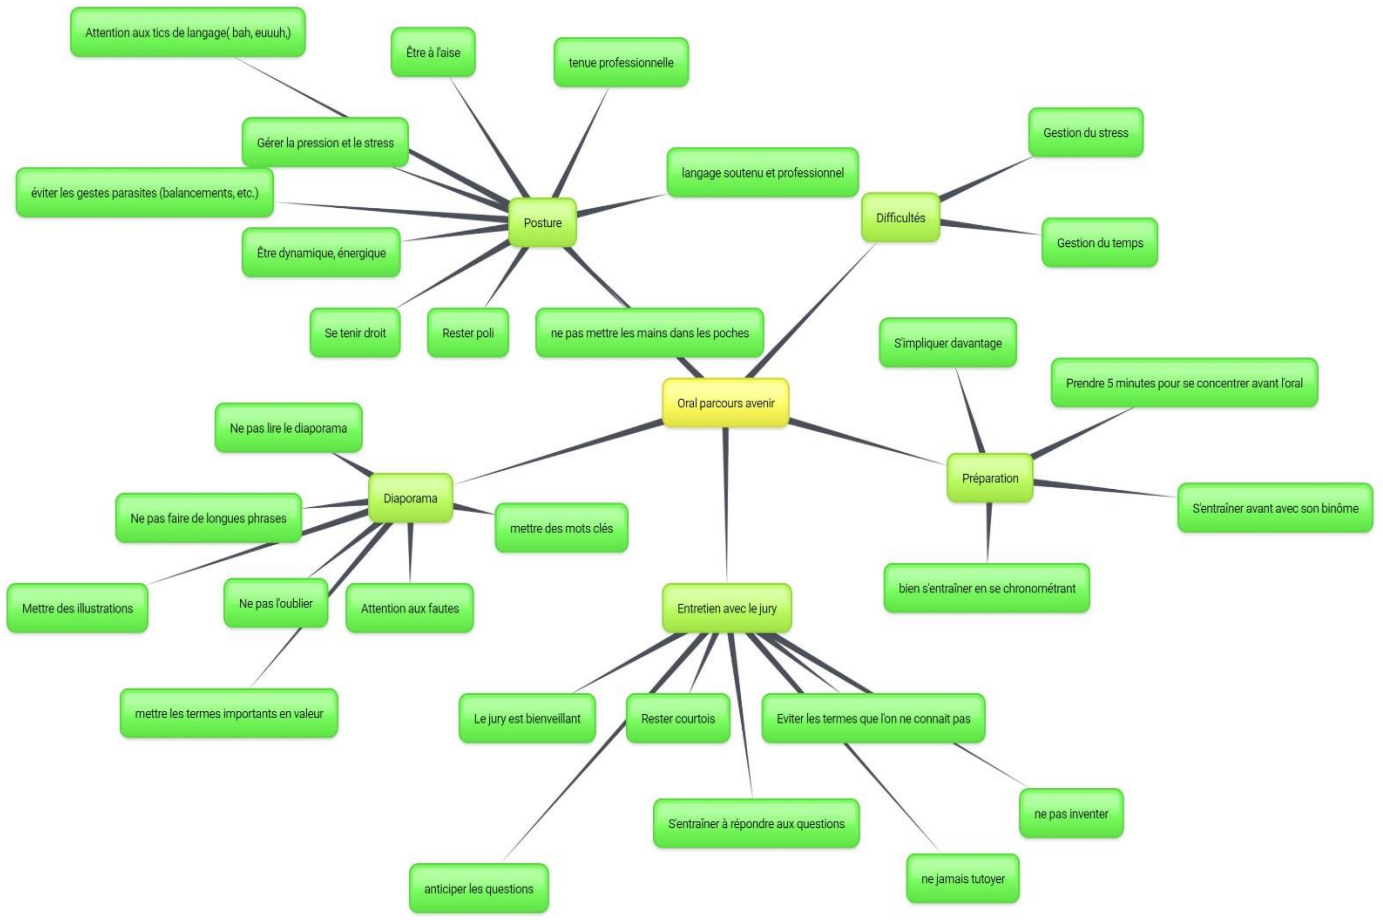 Attention aux tics de langage( bah, euuuh,)
Être à l'aise
tenue professionnelle
Gérer la pression et le stress
langage soutenu et professionnel
éviter les gestes parasites (balancements, etc.)
Posture
Être dynamique, énergique
Se tenir droit
Rester poli
ne pas mettre les mains dans les poches
Gestion du stress
Difficultés
Gestion du temps
Oral parcours avenir
S'impliquer davantage
Prendre 5 minutes pour se concentrer avant l'oral
Préparation
S'entraîner avant avec son binôme
bien s'entraîner en se chronométrant
Ne pas lire le diaporama
Diaporama
Ne pas faire de longues phrases
mettre des mots clés
Mettre des illustrations
Ne pas l'oublier
Attention aux fautes
mettre les termes importants en valeur
Entretien avec le jury
Le jury est bienveillant
Rester courtois
Eviter les termes que l'on ne connait pas
S'entraîner à répondre aux questions
ne pas inventer
anticiper les questions
ne jamais tutoyer